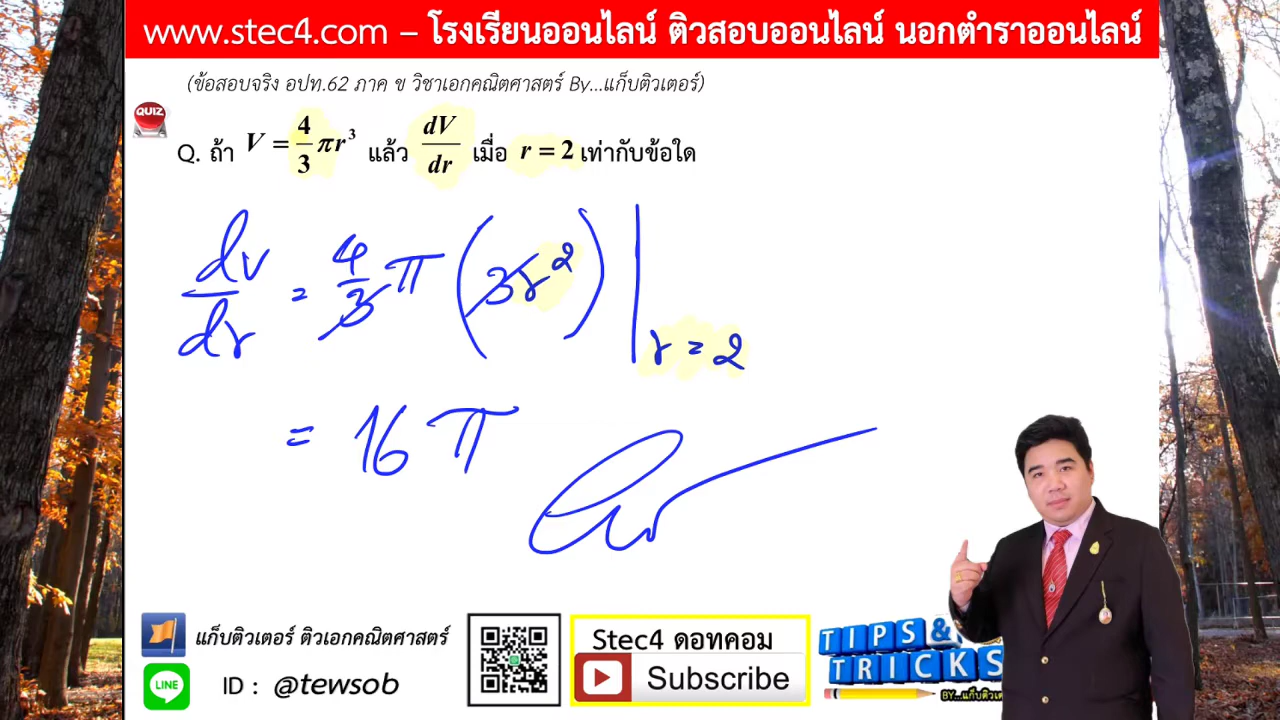 www.stec4.com – โรงเรียนออนไลน์ ติวสอบออนไลน์ นอกตำราออนไลน์
(ข้อสอบจริง อปท.62 ภาค ข วิชาเอกคณิตศาสตร์ By...แก็บติวเตอร์)
QUIZ
Q. ถ้า V = 4/3 πr³ แล้ว dV/dr เมื่อ r = 2 เท่ากับข้อใด
dv/dr = 4/3 π (3r²) | r = 2
= 16 π
แก็บติวเตอร์ ติวเอกคณิตศาสตร์
LINE ID : @tewsob
Stec4 ดอทคอม
Subscribe
TIPS &
TRICKS